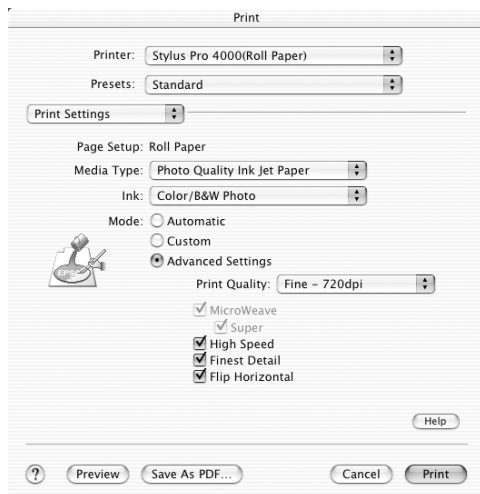 Print
Printer: Stylus Pro 4000(Roll Paper)
Presets: Standard
Print Settings
Page Setup: Roll Paper
Media Type: Photo Quality Ink Jet Paper
Ink: Color/B&W Photo
Mode: Automatic
Custom
Advanced Settings
Print Quality: Fine – 720dpi
MicroWeave
Super
High Speed
Finest Detail
Flip Horizontal
Help
? Preview Save As PDF... Cancel Print